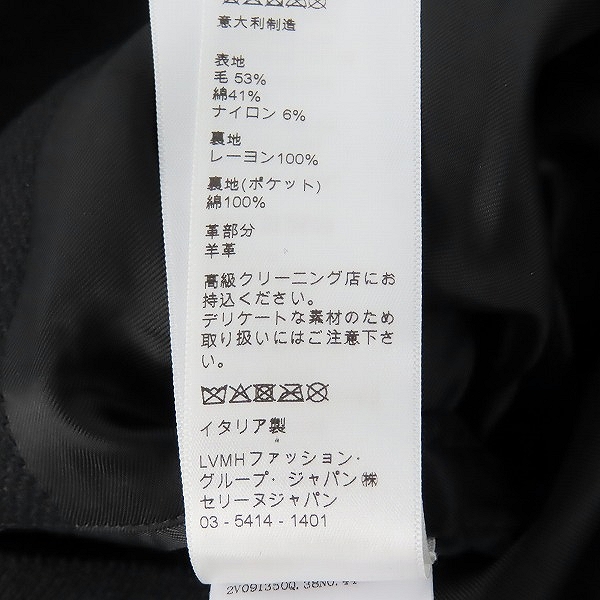 意大利制造
表地
毛 53%
綿41%
ナイロン 6%
裏地
レーヨン100%
裏地(ポケット)
綿100%
革部分
羊革
高級クリーニング店にお
持込ください。
デリケートな素材のため
取り扱いにはご注意下さ
い。
イタリア製
LVMHファッション・
グループ・ジャパン㈱
セリーヌジャパン
03 - 5414 - 1401
2V091350Q.38NO.44